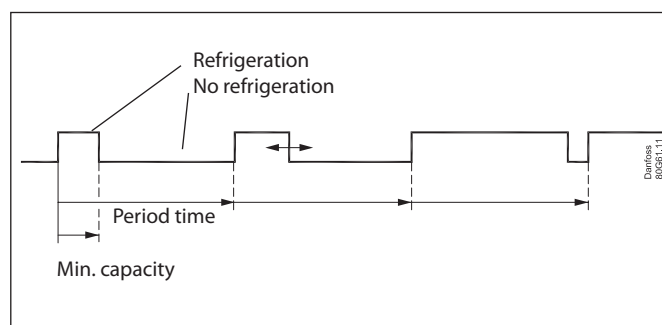 Refrigeration
No refrigeration
Period time
Min. capacity
Danfoss
80G61.11